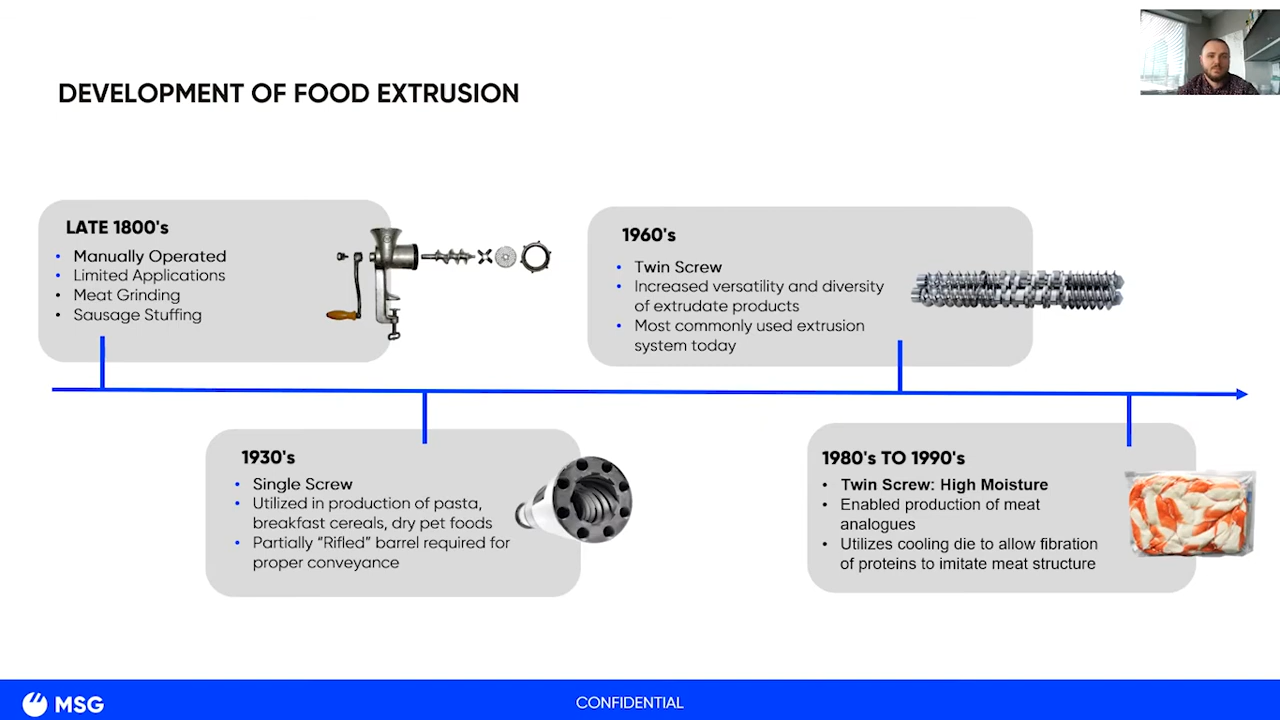 DEVELOPMENT OF FOOD EXTRUSION
LATE 1800's
• Manually Operated
• Limited Applications
• Meat Grinding
• Sausage Stuffing
1960's
• Twin Screw
• Increased versatility and diversity
of extrudate products
• Most commonly used extrusion
system today
1930's
• Single Screw
• Utilized in production of pasta,
breakfast cereals, dry pet foods
• Partially “Rifled” barrel required for
proper conveyance
1980's TO 1990's
• Twin Screw: High Moisture
• Enabled production of meat
analogues
• Utilizes cooling die to allow fibration
of proteins to imitate meat structure
MSG
CONFIDENTIAL